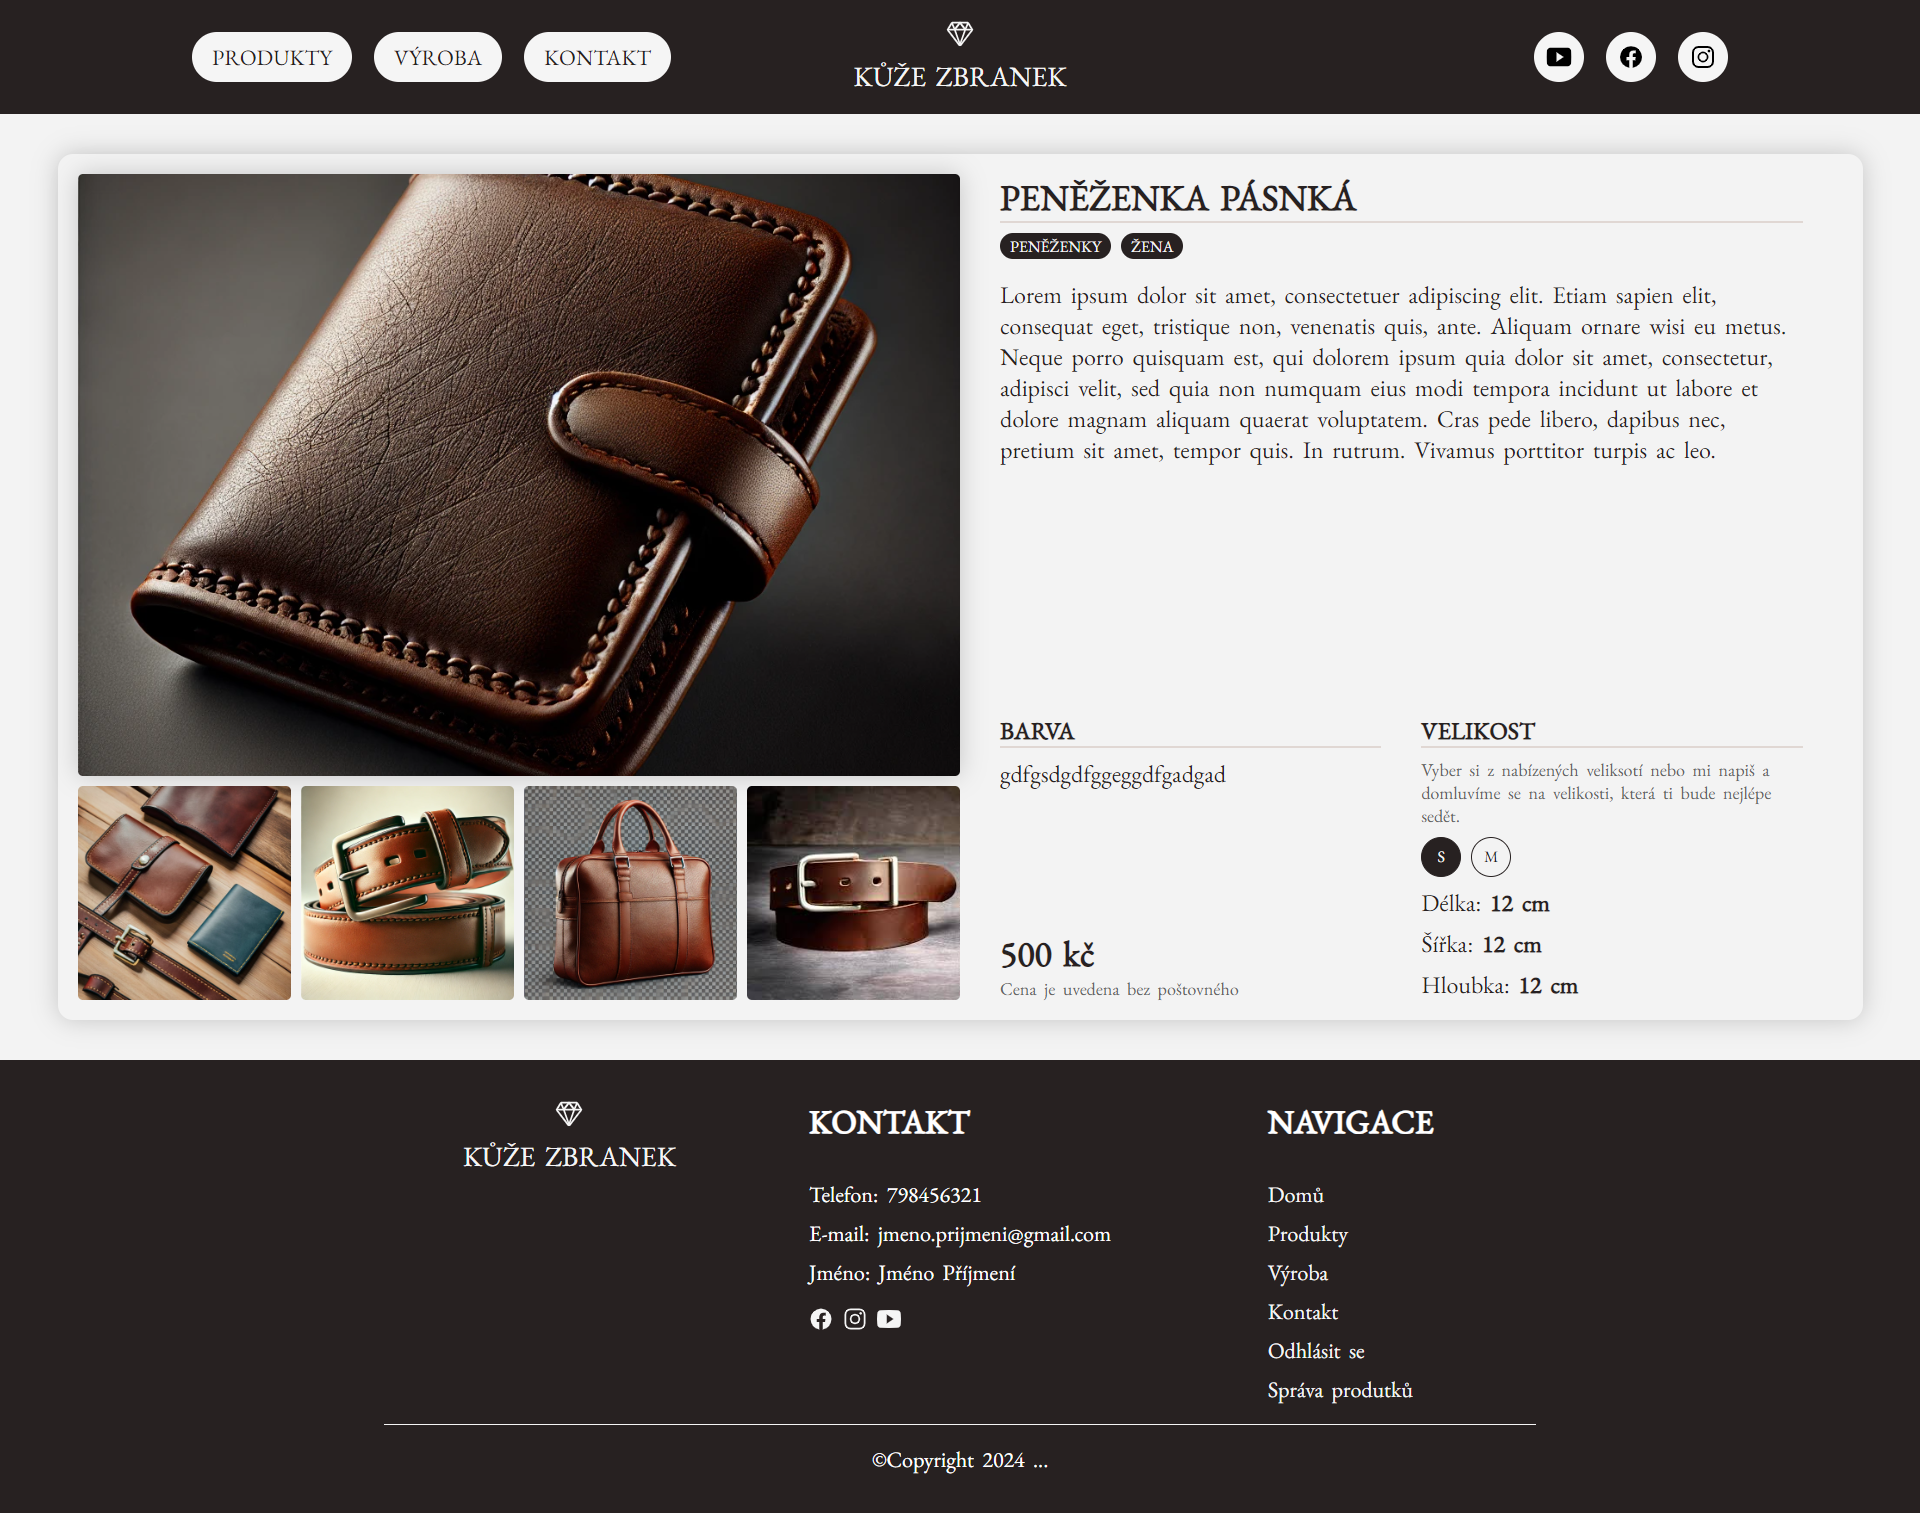 PRODUKTY
VÝROBA
KONTAKT
KŮŽE ZBRANEK
PENĚŽENKA PÁSNKÁ
PENĚŽENKY
ŽENA
Lorem ipsum dolor sit amet, consectetuer adipiscing elit. Etiam sapien elit,
consequat eget, tristique non, venenatis quis, ante. Aliquam ornare wisi eu metus.
Neque porro quisquam est, qui dolorem ipsum quia dolor sit amet, consectetur,
adipisci velit, sed quia non numquam eius modi tempora incidunt ut labore et
dolore magnam aliquam quaerat voluptatem. Cras pede libero, dapibus nec,
pretium sit amet, tempor quis. In rutrum. Vivamus porttitor turpis ac leo.
BARVA
gdfgsdgdfggeggdfgadgad
500 kč
Cena je uvedena bez poštovného
VELIKOST
Vyber si z nabízených veliksotí nebo mi napiš a
domluvíme se na velikosti, která ti bude nejlépe
sedět.
S
M
Délka: 12 cm
Šířka: 12 cm
Hloubka: 12 cm
KŮŽE ZBRANEK
KONTAKT
Telefon: 798456321
E-mail: jmeno.prijmeni@gmail.com
Jméno: Jméno Příjmení
NAVIGACE
Domů
Produkty
Výroba
Kontakt
Odhlásit se
Správa produtků
©Copyright 2024 ...